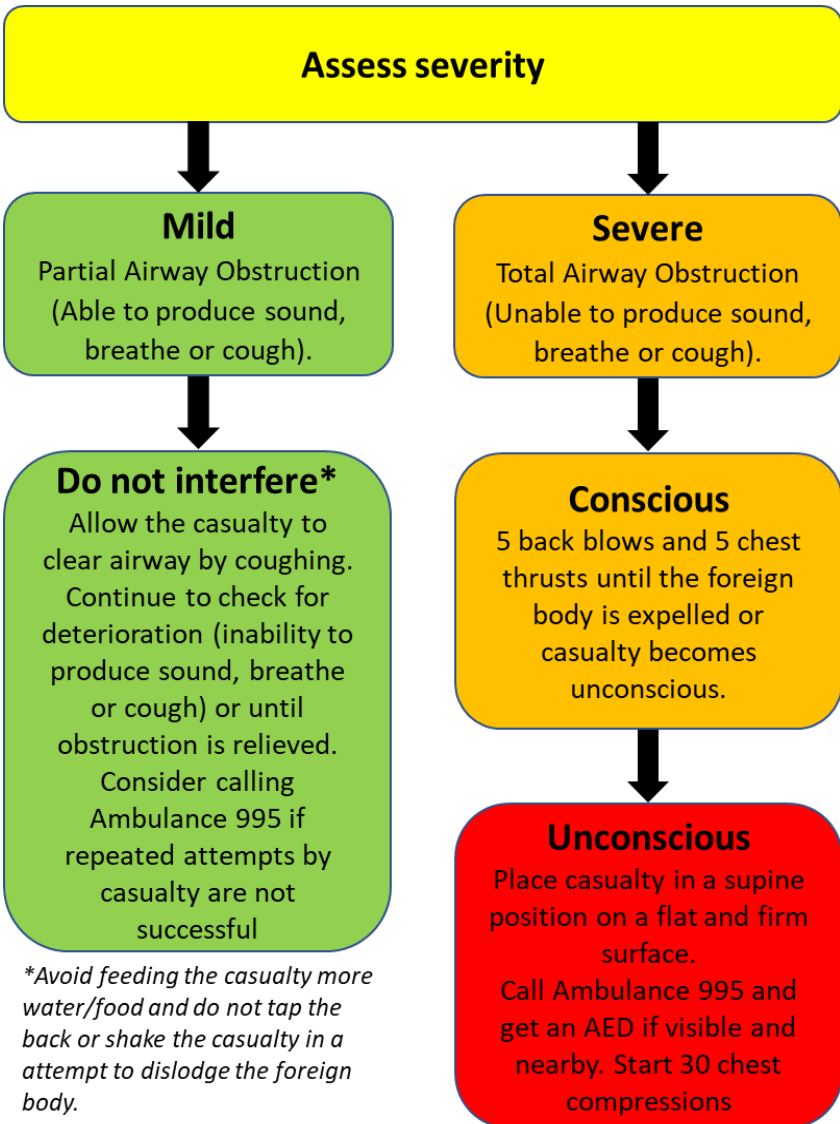 Assess severity
Mild
Partial Airway Obstruction
(Able to produce sound,
breathe or cough).
Do not interfere*
Allow the casualty to
clear airway by coughing.
Continue to check for
deterioration (inability to
produce sound, breathe
or cough) or until
obstruction is relieved.
Consider calling
Ambulance 995 if
repeated attempts by
casualty are not
successful
*Avoid feeding the casualty more
water/food and do not tap the
back or shake the casualty in a
attempt to dislodge the foreign
body.
Severe
Total Airway Obstruction
(Unable to produce sound,
breathe or cough).
Conscious
5 back blows and 5 chest
thrusts until the foreign
body is expelled or
casualty becomes
unconscious.
Unconscious
Place casualty in a supine
position on a flat and firm
surface.
Call Ambulance 995 and
get an AED if visible and
nearby. Start 30 chest
compressions